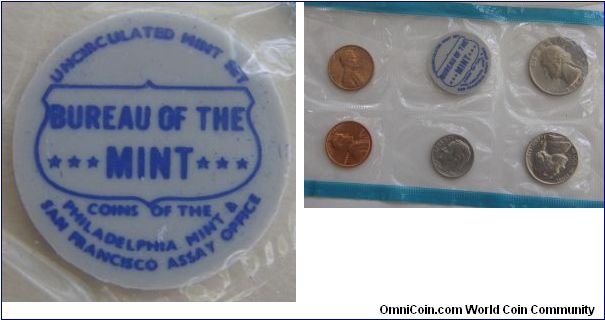 UNCIRCULATED MINT SET
BUREAU OF THE
★★★ MINT ★★★
COINS OF THE
PHILADELPHIA MINT &
SAN FRANCISCO ASSAY OFFICE
BUREAU OF THE
MINT
OmniCoin.com World Coin Community